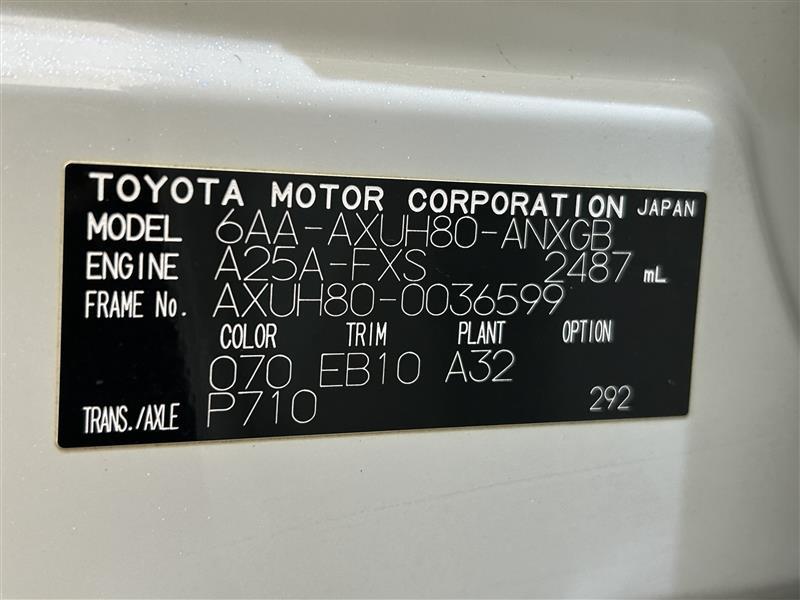 TOYOTA MOTOR CORPORATION JAPAN
MODEL 6AA-AXUH80-ANXGB
ENGINE A25A-FXS 2487 mL
FRAME No. AXUH80-0036599
COLOR TRIM PLANT OPTION
070 EB10 A32
TRANS./AXLE P710 292